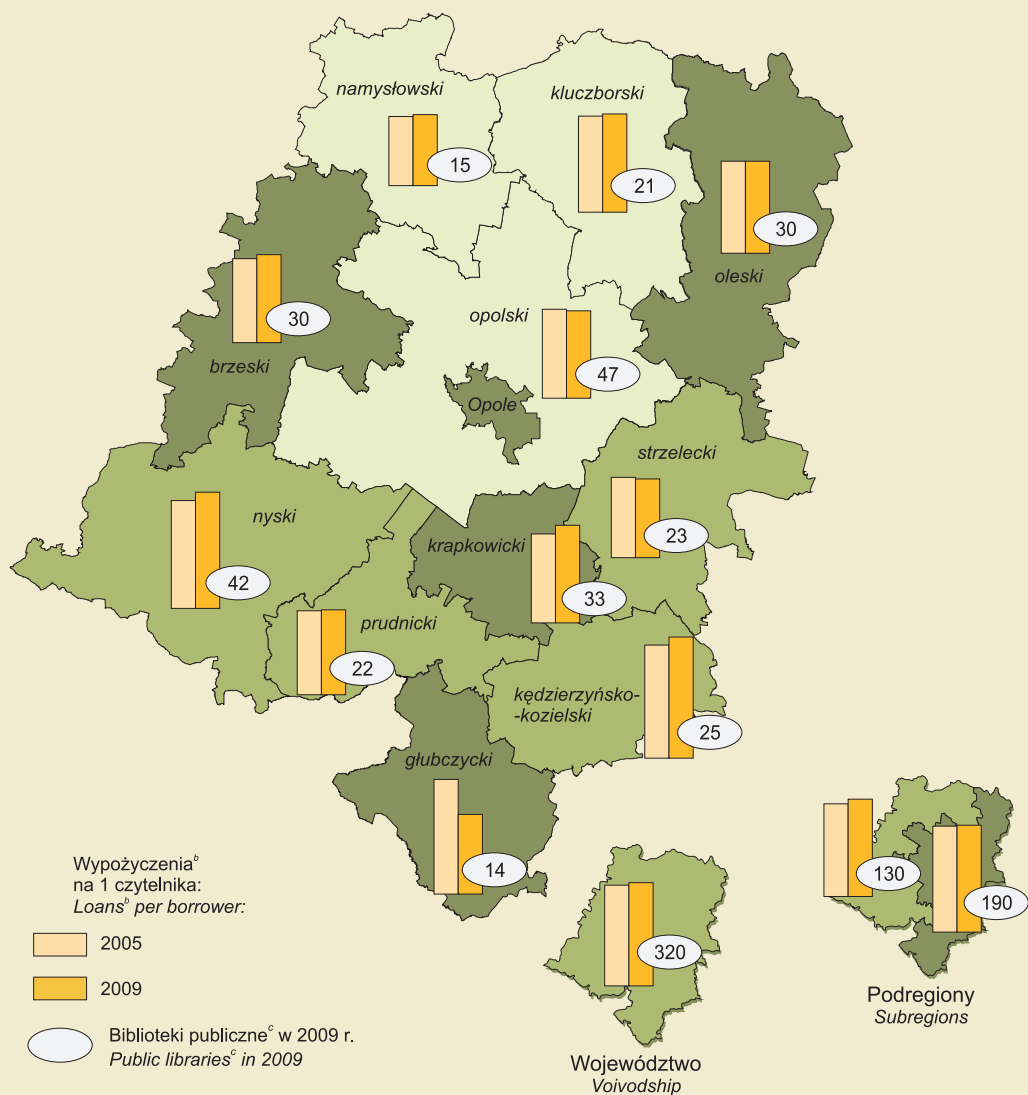 namysłowski
15
kluczborski
21
30
oleski
30
brzeski
opolski
47
Opole
strzelecki
23
nyski
42
krapkowicki
33
prudnicki
22
kędzierzyńsko-
-kozielski
25
głubczycki
14
Wypożyczenia^b
na 1 czytelnika:
Loans^b per borrower:
2005
2009
Biblioteki publiczne^c w 2009 r.
Public libraries^c in 2009
320
Województwo
Voivodship
130
190
Podregiony
Subregions